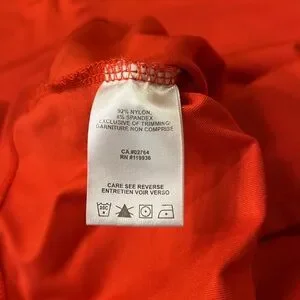 92% NYLON,
8% SPANDEX
EXCLUSIVE OF TRIMMING/
GARNITURE NON COMPRISE
CA #02764
RN #119936
CARE SEE REVERSE
ENTRETIEN VOIR VERSO
30C